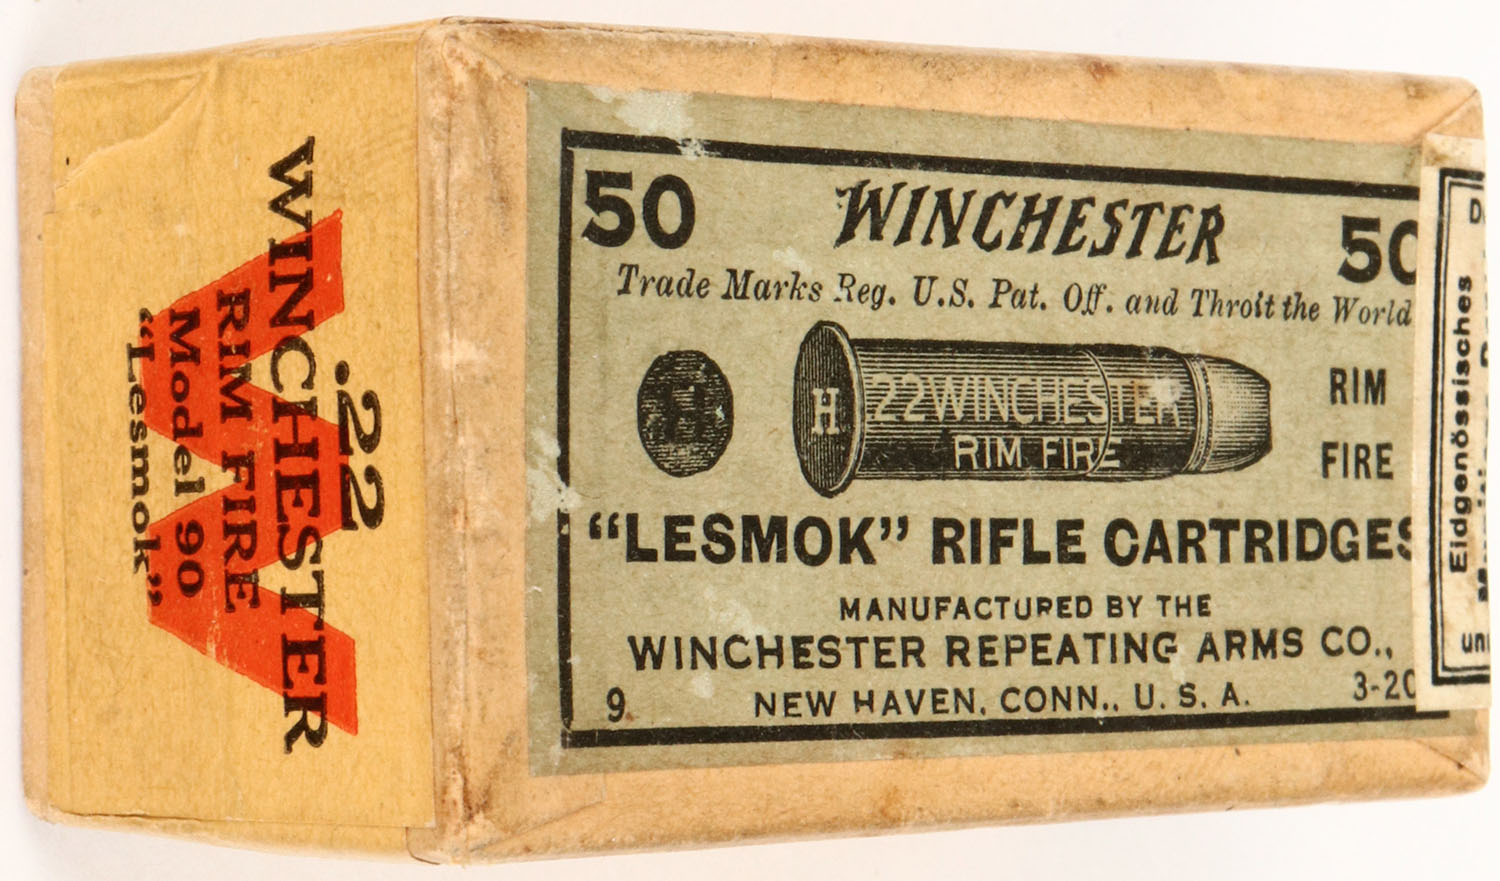 .22
WINCHESTER
RIM FIRE
Model 90
"Lesmok"
50 WINCHESTER 50
Trade Marks Reg. U.S. Pat. Off. and Throit the World
H
H
.22 WINCHESTER
RIM FIRE
RIM
FIRE
"LESMOK" RIFLE CARTRIDGES
MANUFACTURED BY THE
WINCHESTER REPEATING ARMS CO.,
9 NEW HAVEN, CONN., U. S. A. 3-20
Eidgenössisches